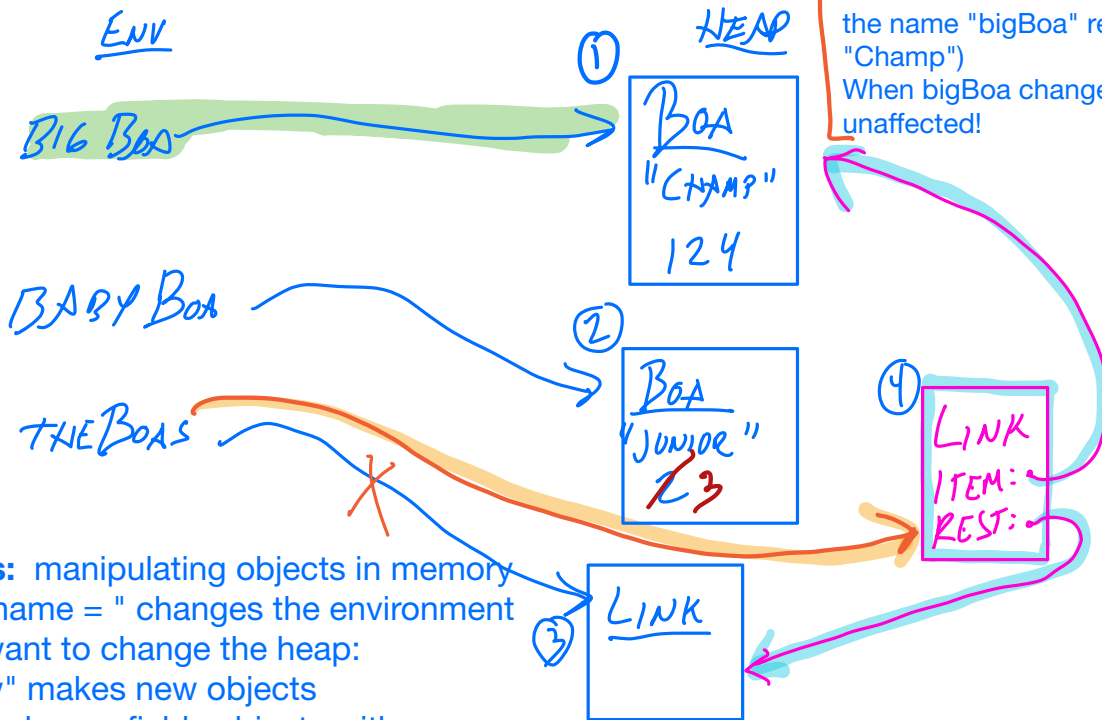 ENV
HEAP
the name "bigBoa" re
"Champ")
When bigBoa change
unaffected!
①
BIG BOA
BOA
"CHAMP"
124
BABY BOA
②
BOA
"JUNIOR"
2 3
THE BOAS
④
LINK
ITEM:
REST:
s: manipulating objects in memory
name = " changes the environment
vant to change the heap:
③
LINK
" makes new objects